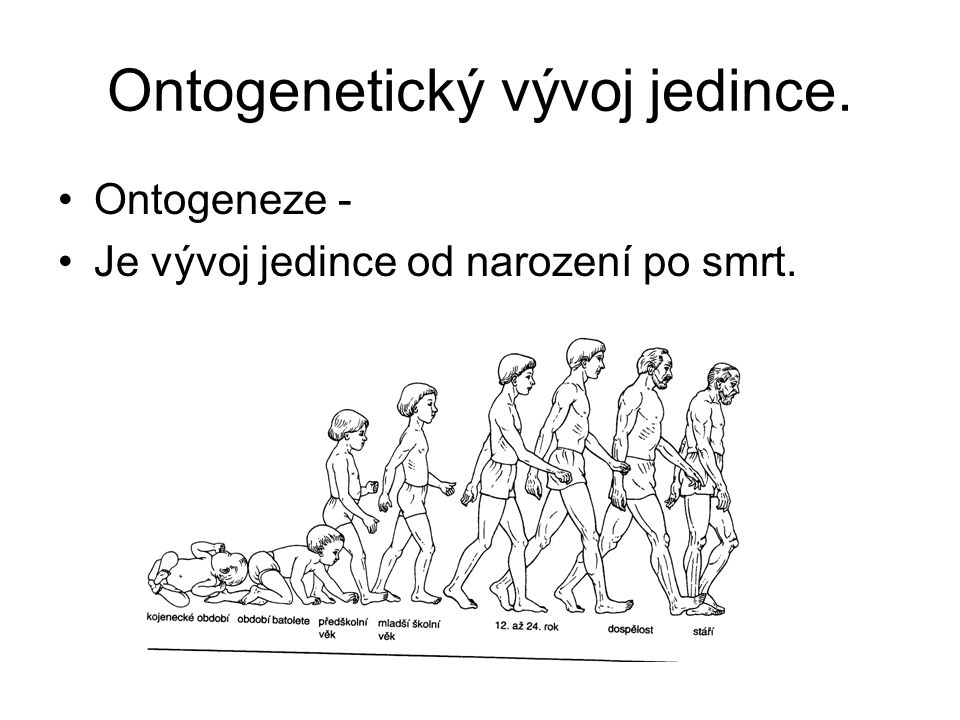 Ontogenetický vývoj jedince.
• Ontogeneze -
• Je vývoj jedince od narození po smrt.
kojenecké období
období batolete
předškolní
věk
mladší školní
věk
12. až 24. rok
dospělost
stáří